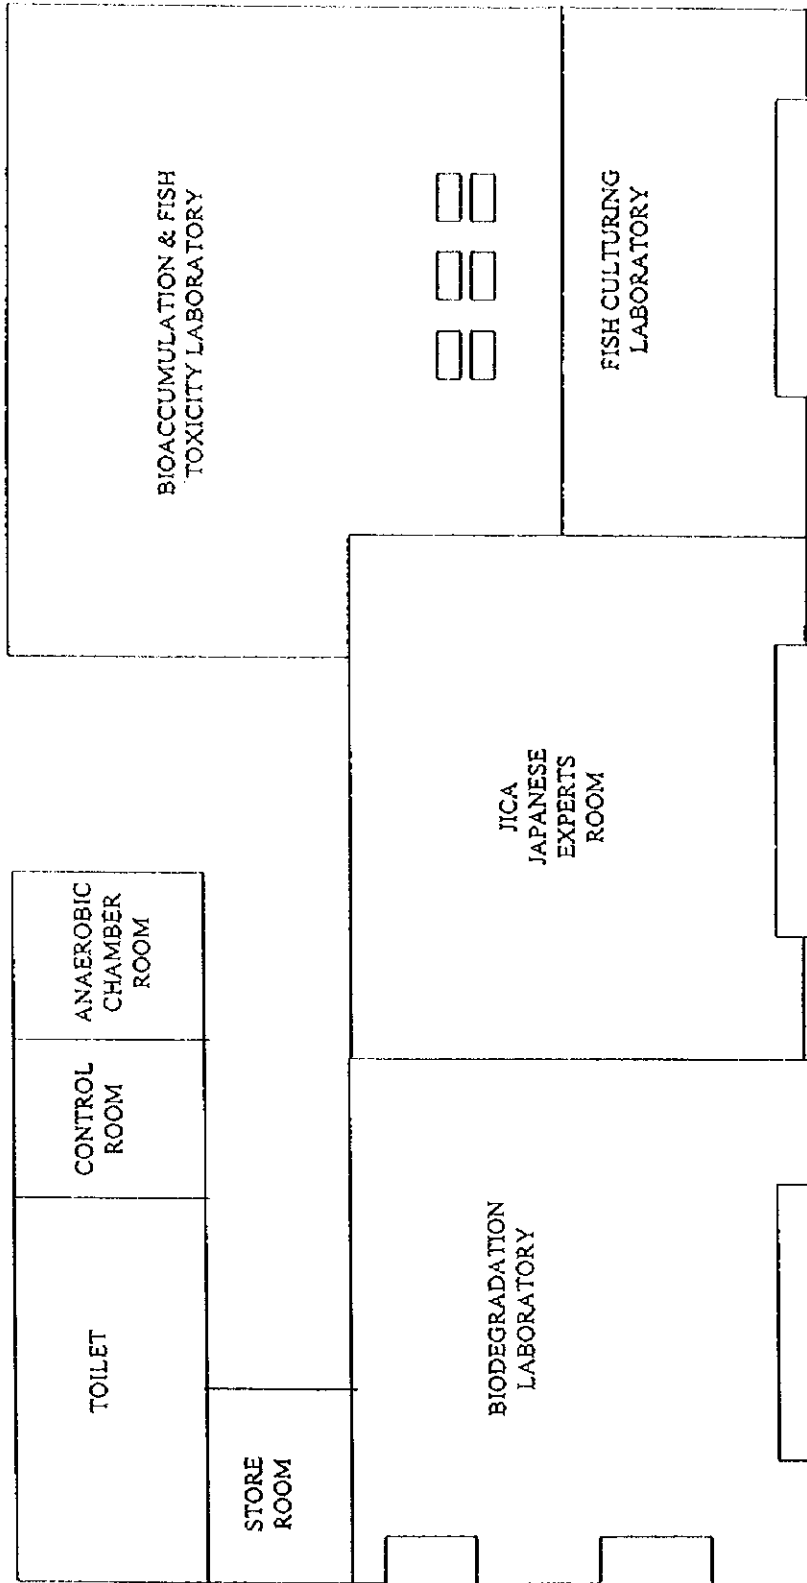 TOILET
CONTROL
ROOM
ANAEROBIC
CHAMBER
ROOM
BIOACCUMULATION & FISH
TOXICITY LABORATORY
STORE
ROOM
BIODEGRADATION
LABORATORY
JICA
JAPANESE
EXPERTS
ROOM
FISH CULTURING
LABORATORY